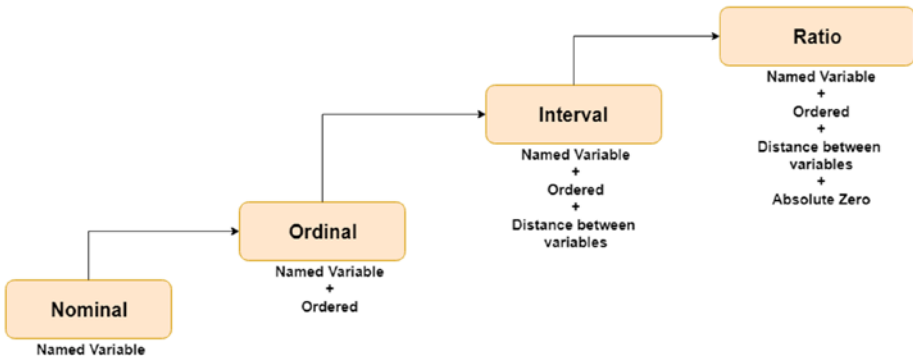 Ratio
Named Variable
+
Ordered
+
Distance between
variables
+
Absolute Zero
Interval
Named Variable
+
Ordered
+
Distance between
variables
Ordinal
Named Variable
+
Ordered
Nominal
Named Variable